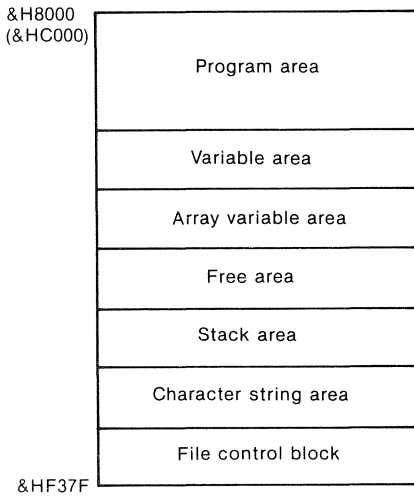 &H8000
(&HC000)
Program area
Variable area
Array variable area
Free area
Stack area
Character string area
File control block
&HF37F